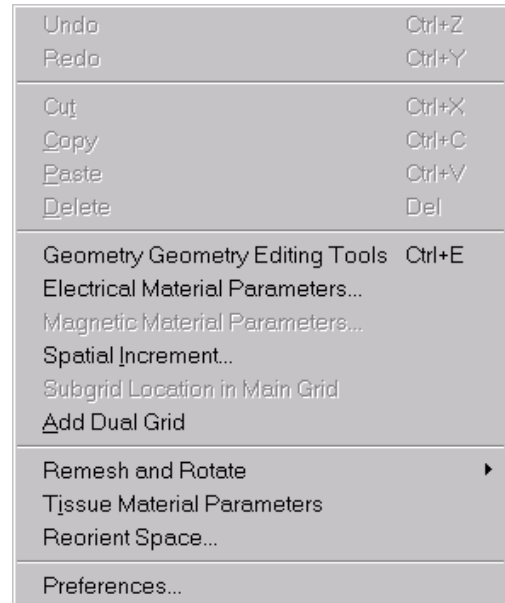 Undo Ctrl+Z
Redo Ctrl+Y
Cut Ctrl+X
Copy Ctrl+C
Paste Ctrl+V
Delete Del
Geometry Geometry Editing Tools Ctrl+E
Electrical Material Parameters...
Magnetic Material Parameters...
Spatial Increment...
Subgrid Location in Main Grid
Add Dual Grid
Remesh and Rotate
Tissue Material Parameters
Reorient Space...
Preferences...